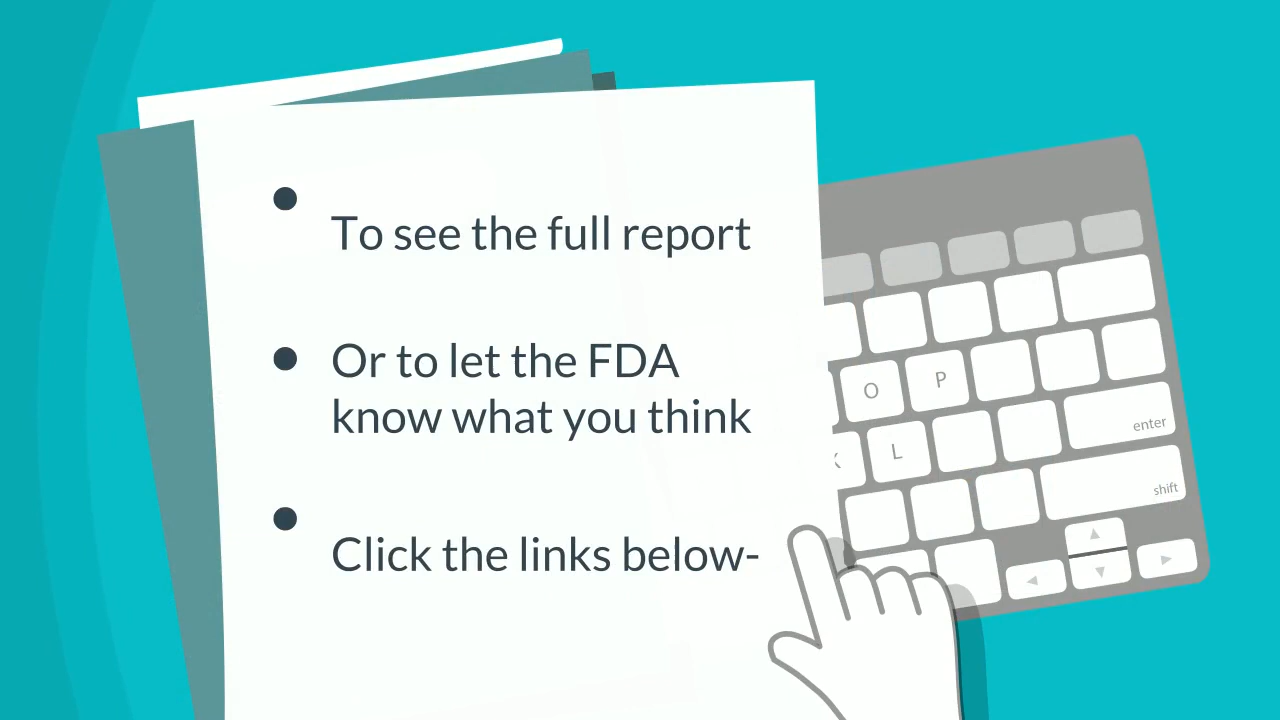 To see the full report
Or to let the FDA
know what you think
Click the links below-
O
P
L
enter
shift